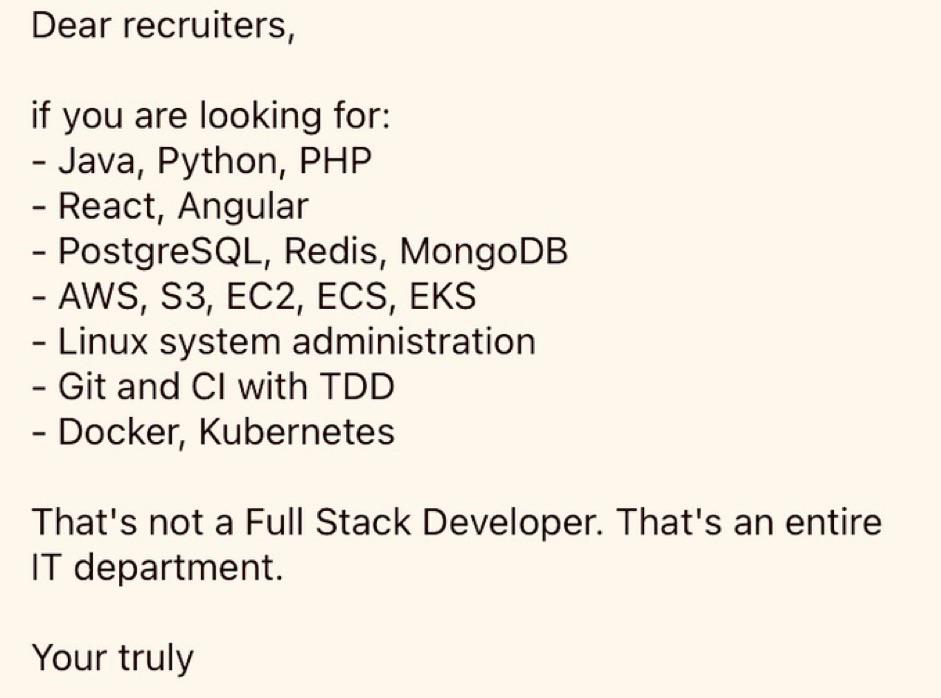 Dear recruiters,
if you are looking for:
- Java, Python, PHP
- React, Angular
- PostgreSQL, Redis, MongoDB
- AWS, S3, EC2, ECS, EKS
- Linux system administration
- Git and CI with TDD
- Docker, Kubernetes
That's not a Full Stack Developer. That's an entire
IT department.
Your truly